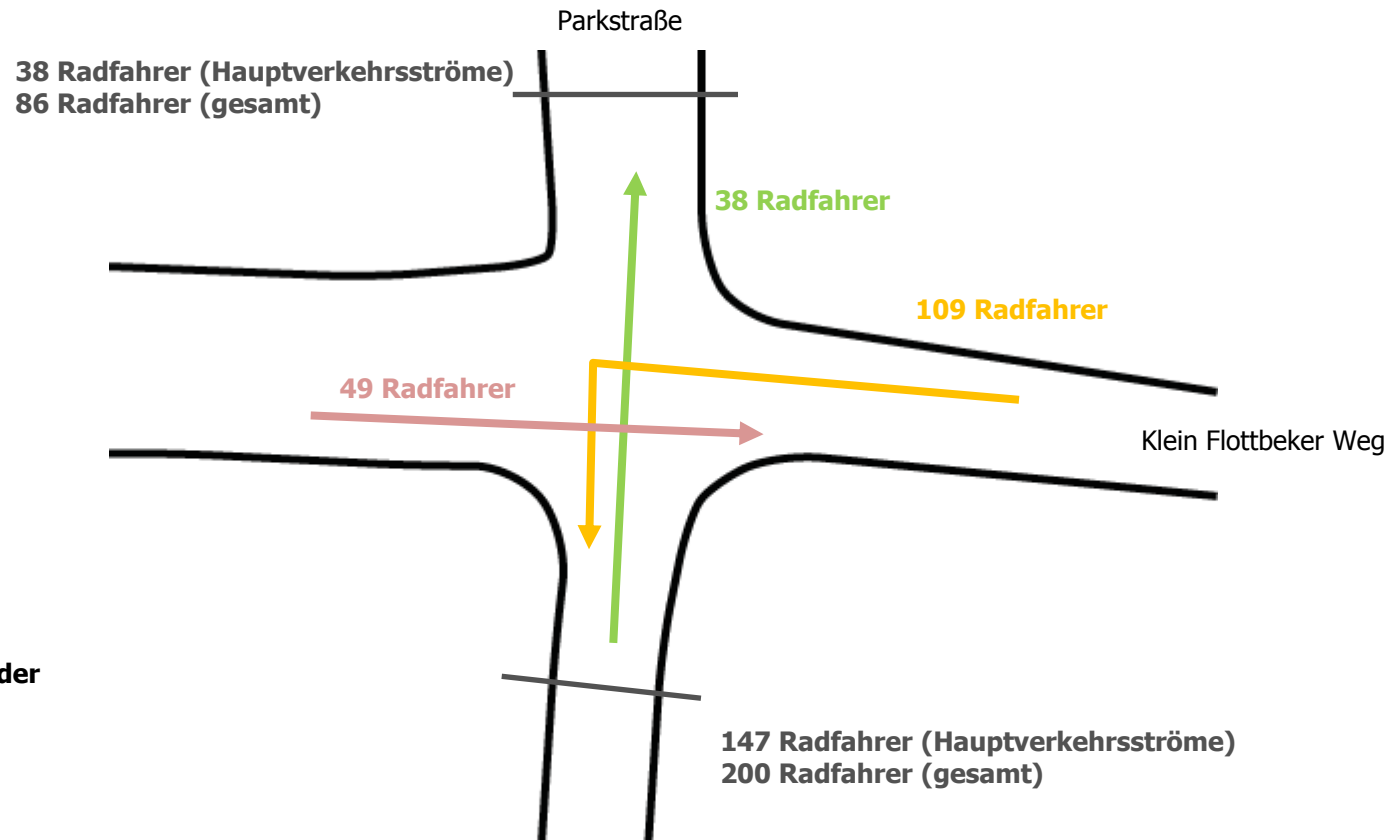 Parkstraße
38 Radfahrer (Hauptverkehrsströme)
86 Radfahrer (gesamt)
38 Radfahrer
109 Radfahrer
49 Radfahrer
Klein Flottbeker Weg
der
147 Radfahrer (Hauptverkehrsströme)
200 Radfahrer (gesamt)